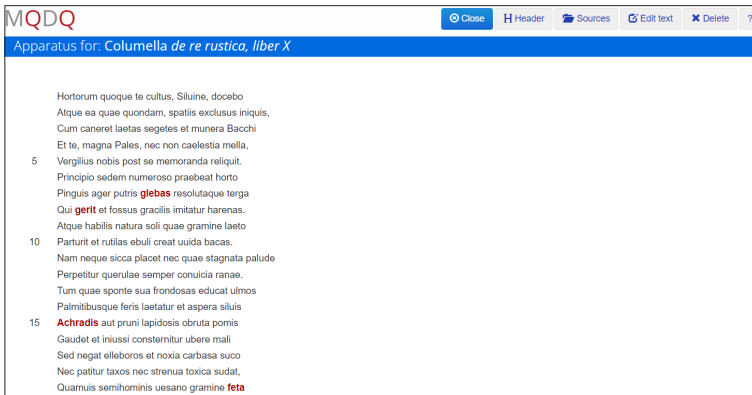 MQDQ
Close H Header Sources Edit text Delete ?
Apparatus for: Columella de re rustica, liber X
Hortorum quoque te cultus, Siluine, docebo
Atque ea quae quondam, spatiis exclusus iniquis,
Cum caneret laetas segetes et munera Bacchi
Et te, magna Pales, nec non caelestia mella,
5 Vergilius nobis post se memoranda reliquit.
Principio sedem numeroso praebeat horto
Pinguis ager putris glebas resolutaque terga
Qui gerit et fossus gracilis imitatur harenas.
Atque habilis natura soli quae gramine laeto
10 Parturit et rutilas ebuli creat uuida bacas.
Nam neque sicca placet nec quae stagnata palude
Perpetitur querulae semper conuicia ranae.
Tum quae sponte sua frondosas educat ulmos
Palmitibusque feris laetatur et aspera siluis
15 Achradis aut pruni lapidosis obruta pomis
Gaudet et iniussi consternitur ubere mali
Sed negat elleboros et noxia carbasa suco
Nec patitur taxos nec strenua toxica sudat,
Quamuis semihominis uesano gramine feta